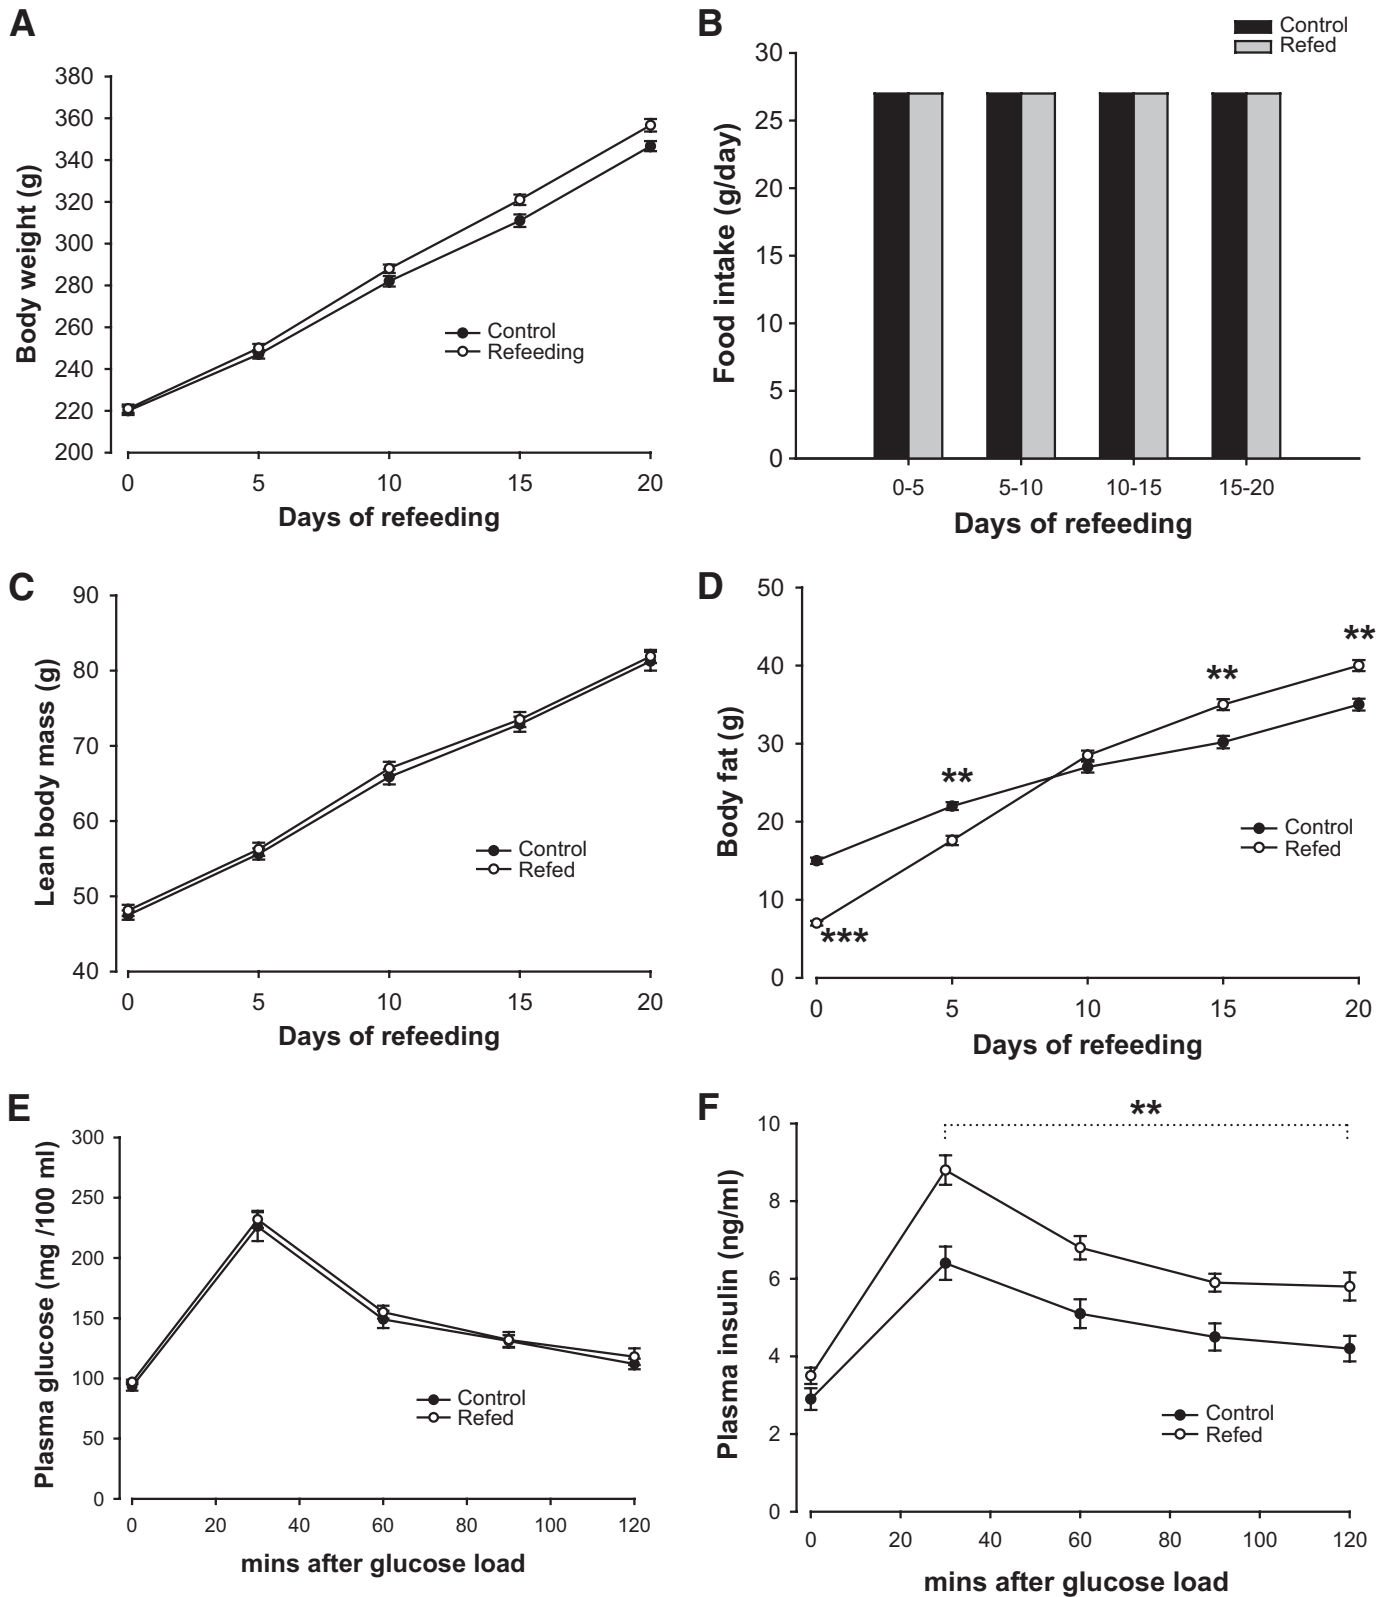 A
380
360
340
320
300
280
260
240
220
200
Body weight (g)
Control
Refeeding
0 5 10 15 20
Days of refeeding
B
Control
Refed
30
25
20
15
10
5
0
Food intake (g/day)
0-5 5-10 10-15 15-20
Days of refeeding
C
90
80
70
60
50
40
Lean body mass (g)
Control
Refed
0 5 10 15 20
Days of refeeding
D
50
40
30
20
10
0
Body fat (g)
**
**
**
***
Control
Refed
0 5 10 15 20
Days of refeeding
E
300
250
200
150
100
50
0
Plasma glucose (mg /100 ml)
Control
Refed
0 20 40 60 80 100 120
mins after glucose load
F
**
10
8
6
4
2
0
Plasma insulin (ng/ml)
Control
Refed
0 20 40 60 80 100 120
mins after glucose load